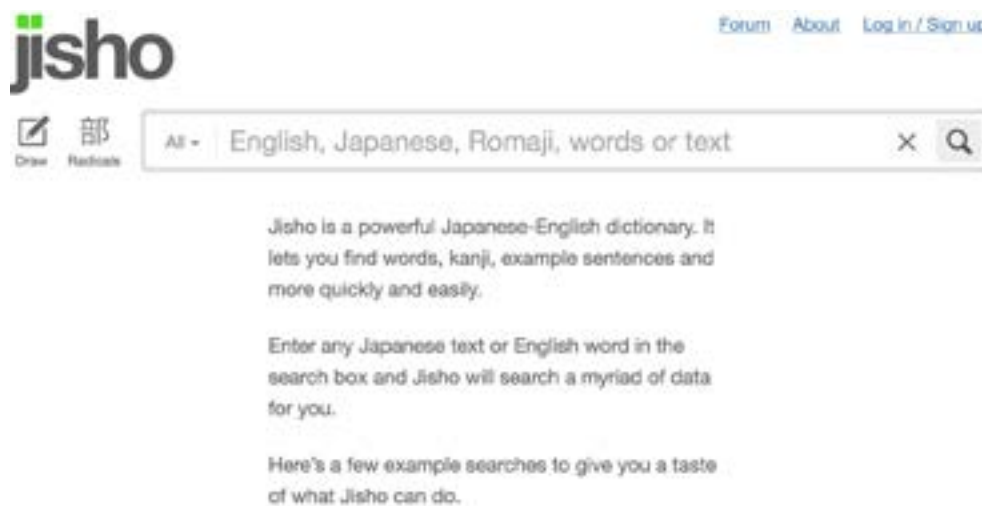 jisho
Forum About Log in / Sign up
部
Draw Radicals
All English, Japanese, Romaji, words or text
Jisho is a powerful Japanese-English dictionary. It
lets you find words, kanji, example sentences and
more quickly and easily.
Enter any Japanese text or English word in the
search box and Jisho will search a myriad of data
for you.
Here's a few example searches to give you a taste
of what Jisho can do.